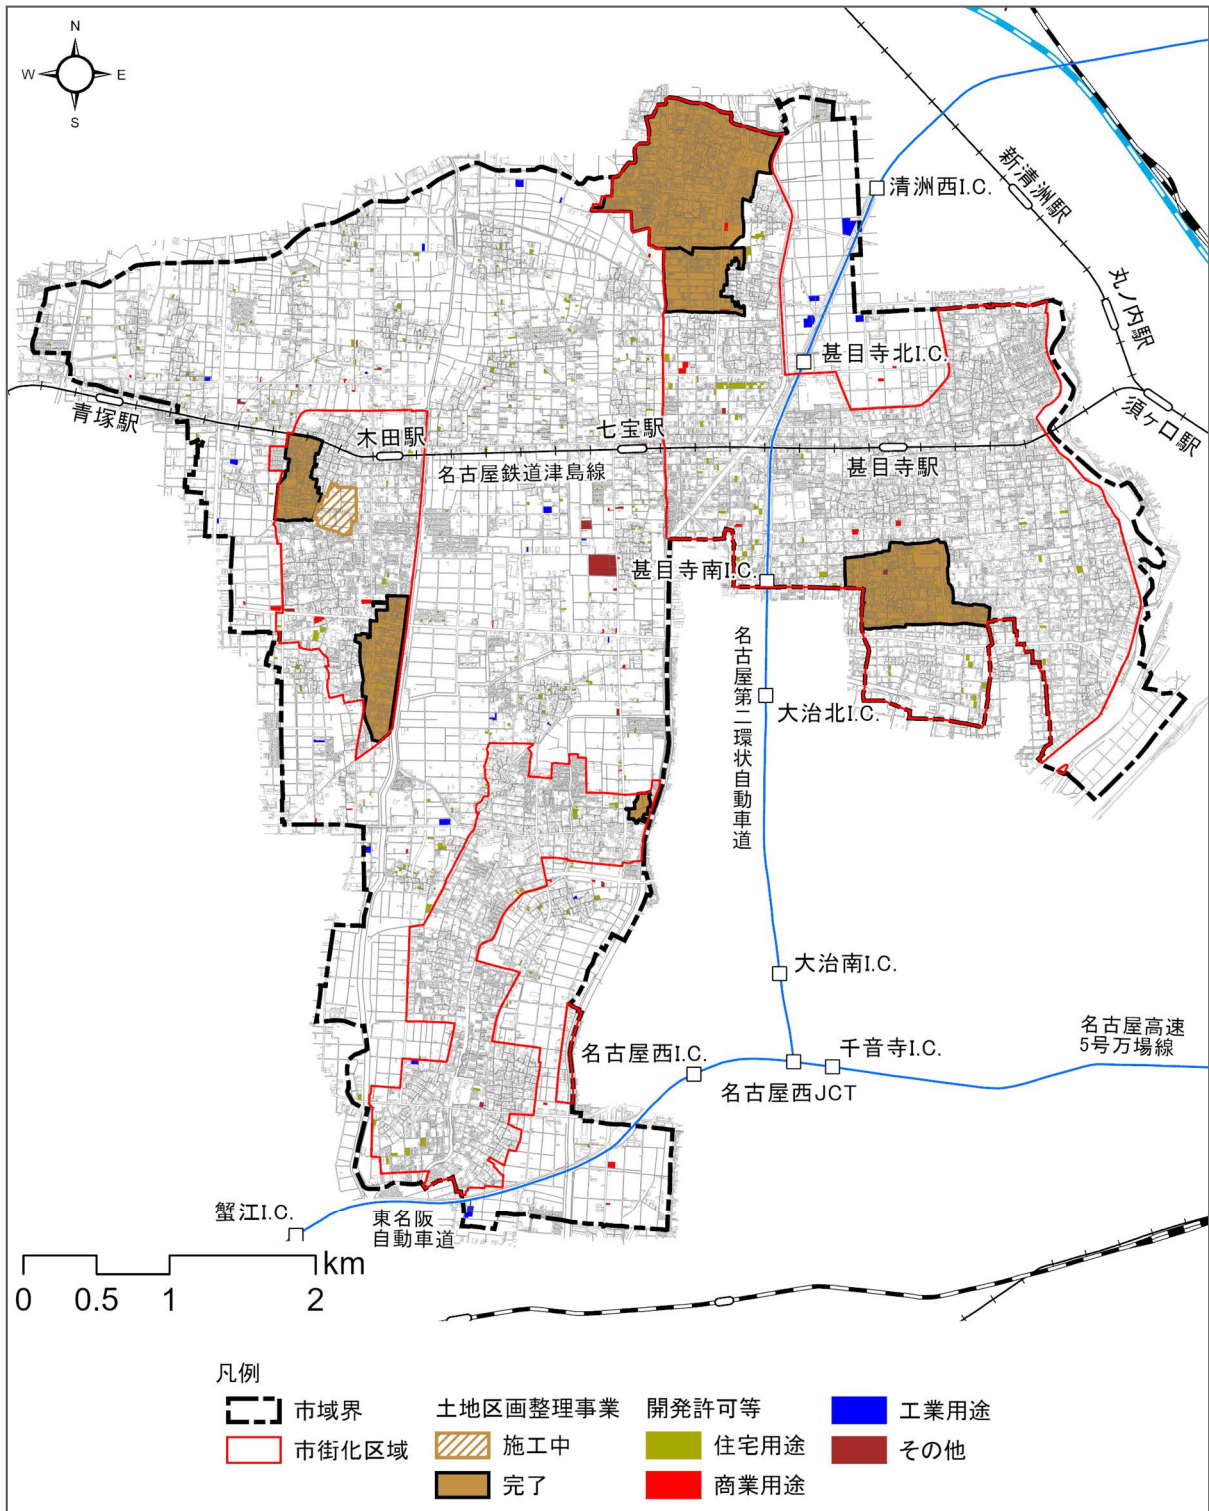 N
W
E
S
新清洲駅
清洲西I.C.
丸ノ内駅
甚目寺北I.C.
須ヶ口駅
青塚駅
木田駅
七宝駅
名古屋鉄道津島線
甚目寺駅
甚目寺南I.C.
名古屋第二環状自動車道
大治北I.C.
大治南I.C.
名古屋西I.C.
千音寺I.C.
名古屋高速
5号万場線
名古屋西JCT
蟹江I.C.
東名阪
自動車道
km
0 0.5 1 2
凡例
市域界
市街化区域
土地区画整理事業
施工中
完了
開発許可等
住宅用途
商業用途
工業用途
その他